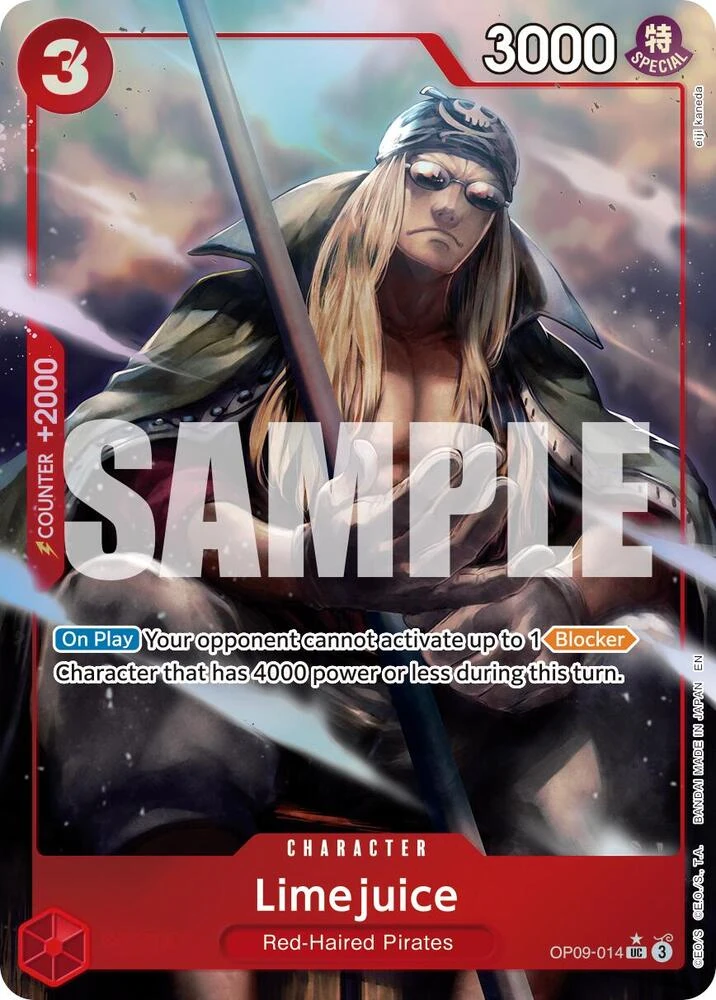 3
3000
特
SPECIAL
eiji kaneda
COUNTER +2000
SAMPLE
On Play Your opponent cannot activate up to 1 Blocker
Character that has 4000 power or less during this turn.
CHARACTER
Limejuice
Red-Haired Pirates
OP09-014 UC 3
©EO/S ©E.O./S., T.A. BANDAI MADE IN JAPAN EN